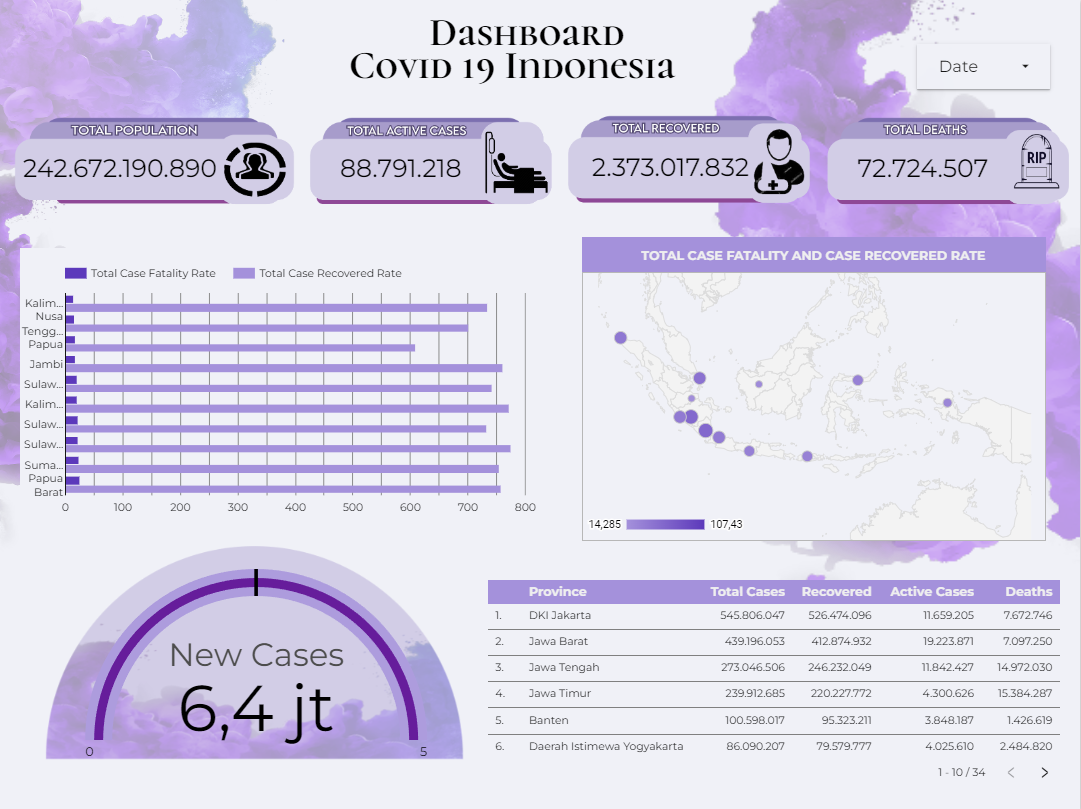 Dashboard
Covid 19 Indonesia
Date
TOTAL POPULATION
242.672.190.890
TOTAL ACTIVE CASES
88.791.218
TOTAL RECOVERED
2.373.017.832
TOTAL DEATHS
72.724.507
RIP
Total Case Fatality Rate
Total Case Recovered Rate
Kalim...
Nusa
Tengg...
Papua
Jambi
Sulaw...
Kalim...
Sulaw...
Sulaw...
Suma...
Papua
Barat
0 100 200 300 400 500 600 700 800
TOTAL CASE FATALITY AND CASE RECOVERED RATE
14,285 107,43
New Cases
6,4 jt
0 5
Province Total Cases Recovered Active Cases Deaths
1. DKI Jakarta 545.806.047 526.474.096 11.659.205 7.672.746
2. Jawa Barat 439.196.053 412.874.932 19.223.871 7.097.250
3. Jawa Tengah 273.046.506 246.232.049 11.842.427 14.972.030
4. Jawa Timur 239.912.685 220.227.772 4.300.626 15.384.287
5. Banten 100.598.017 95.323.211 3.848.187 1.426.619
6. Daerah Istimewa Yogyakarta 86.090.207 79.579.777 4.025.610 2.484.820
1 - 10 / 34